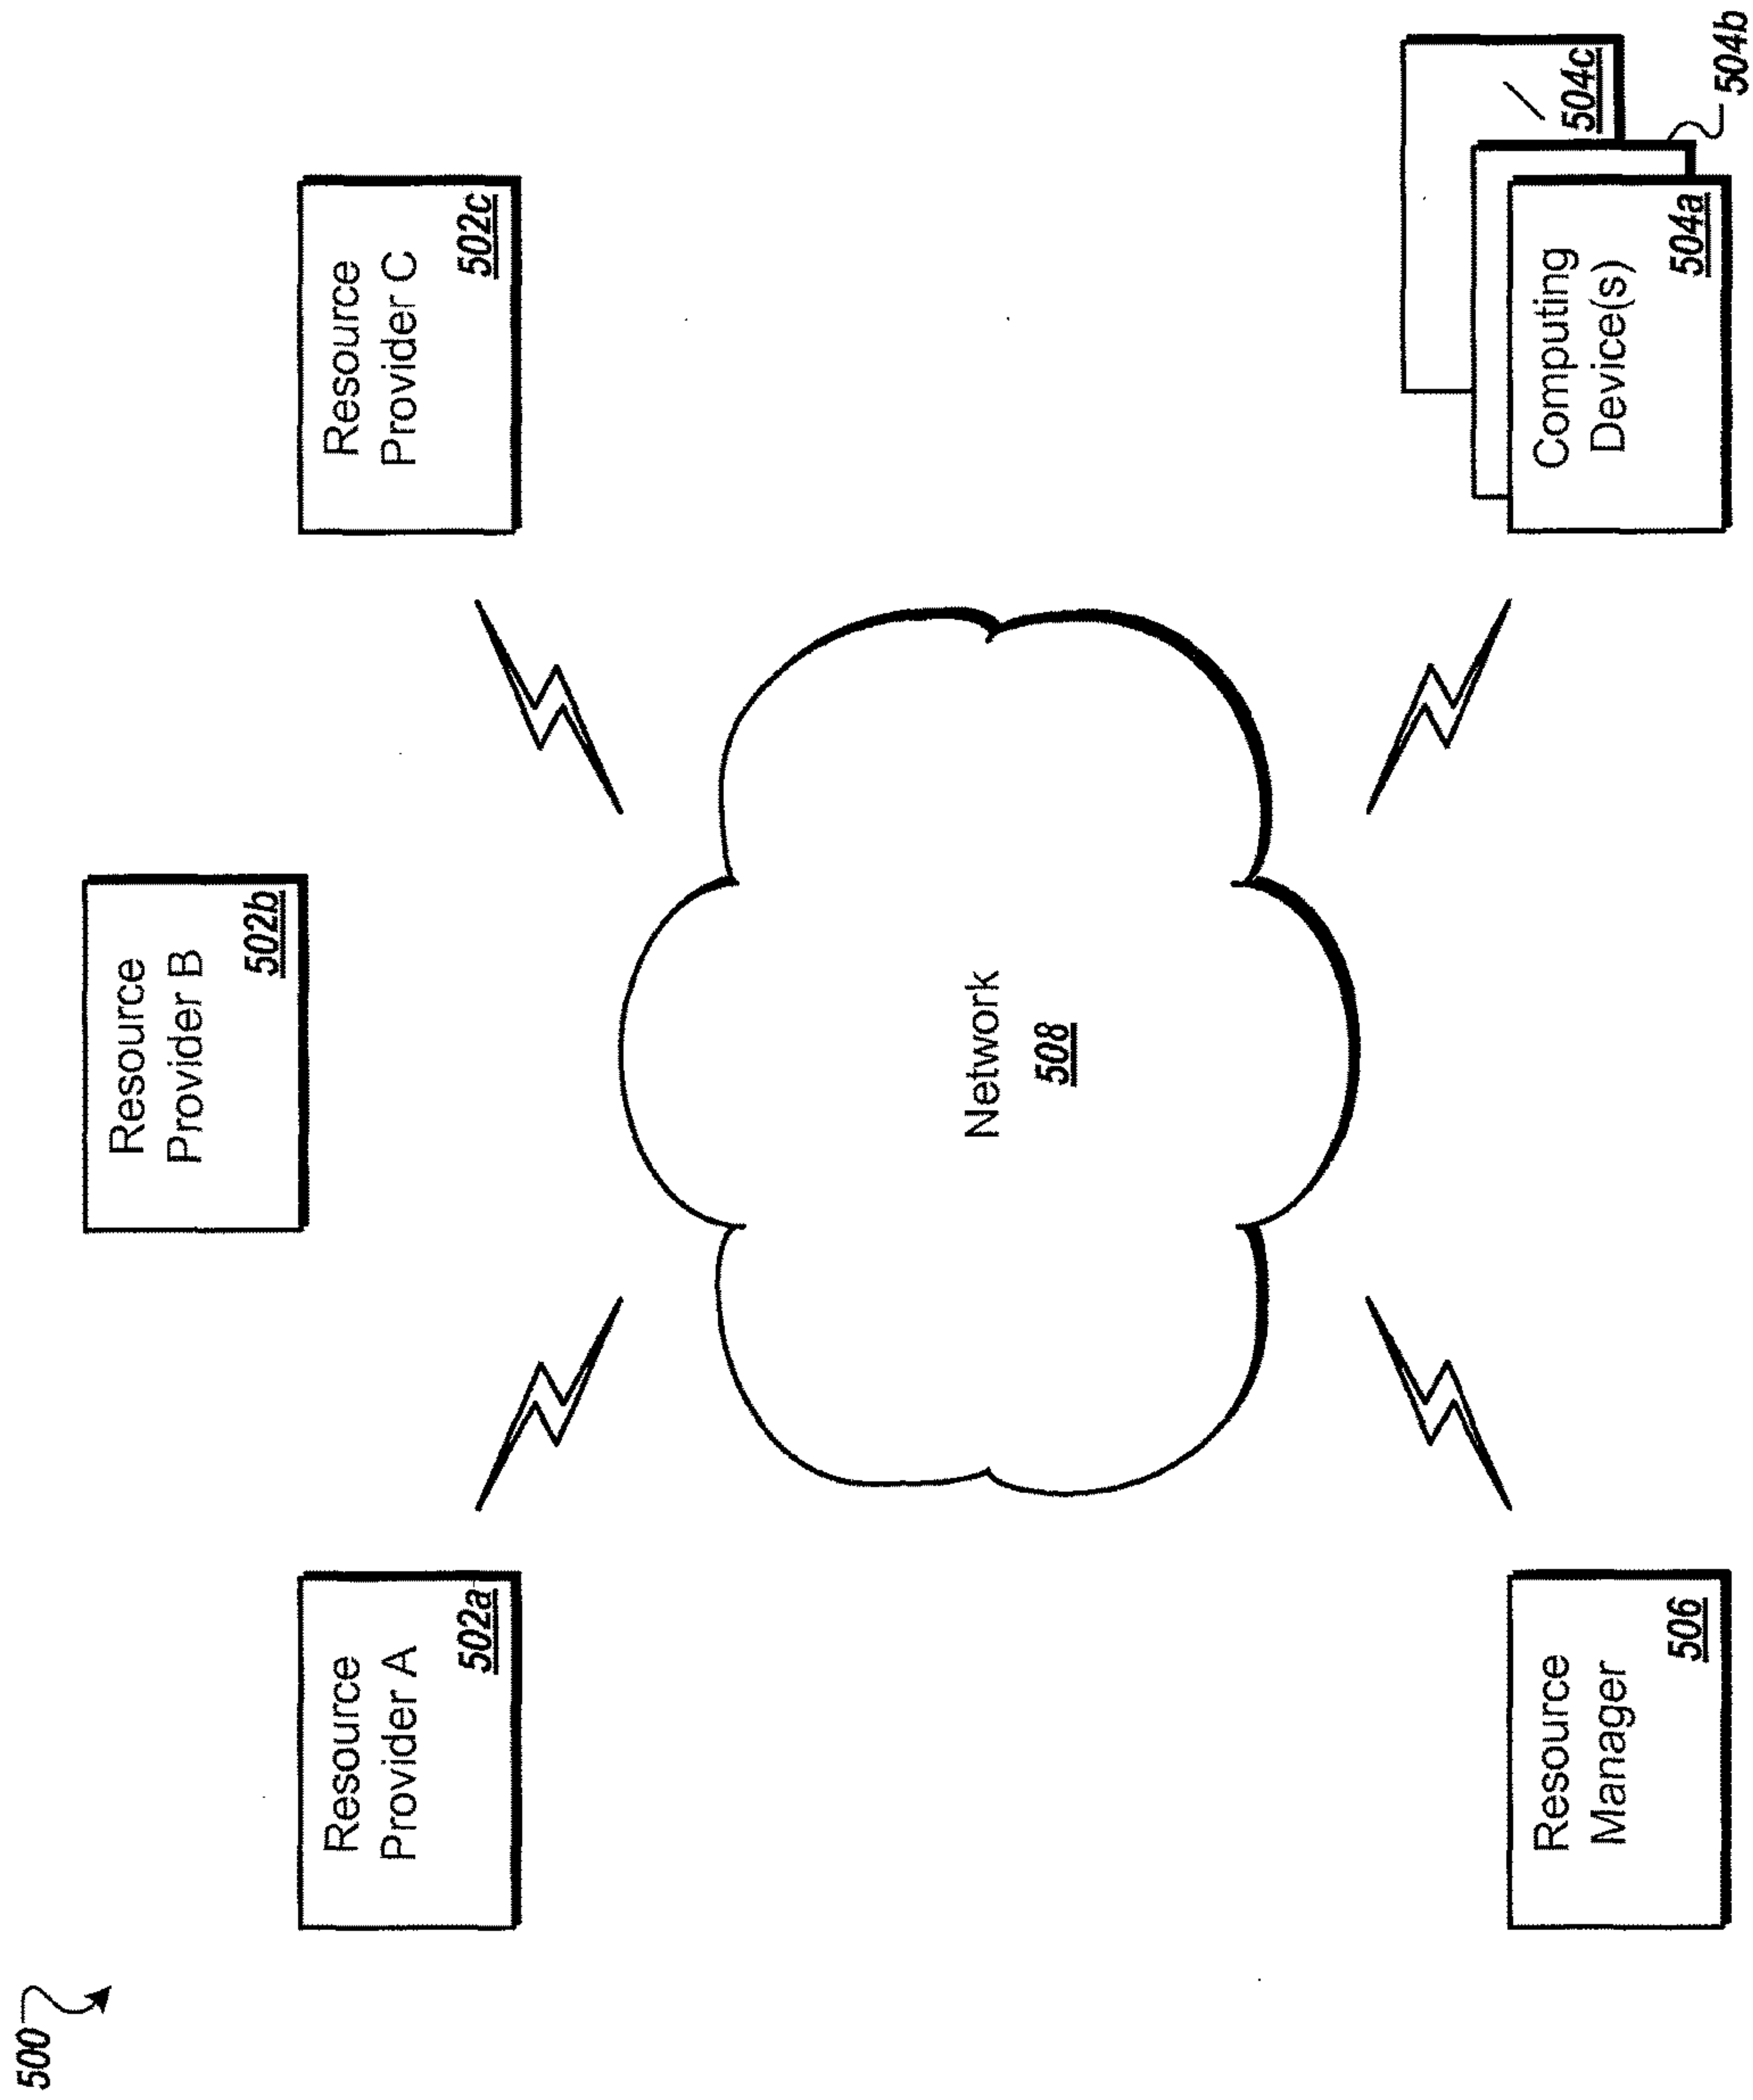 500
Resource
Provider B
502b
Resource
Provider A
502a
Resource
Provider C
502c
Network
508
Resource
Manager
506
Computing
Device(s)
504a
504b
504c